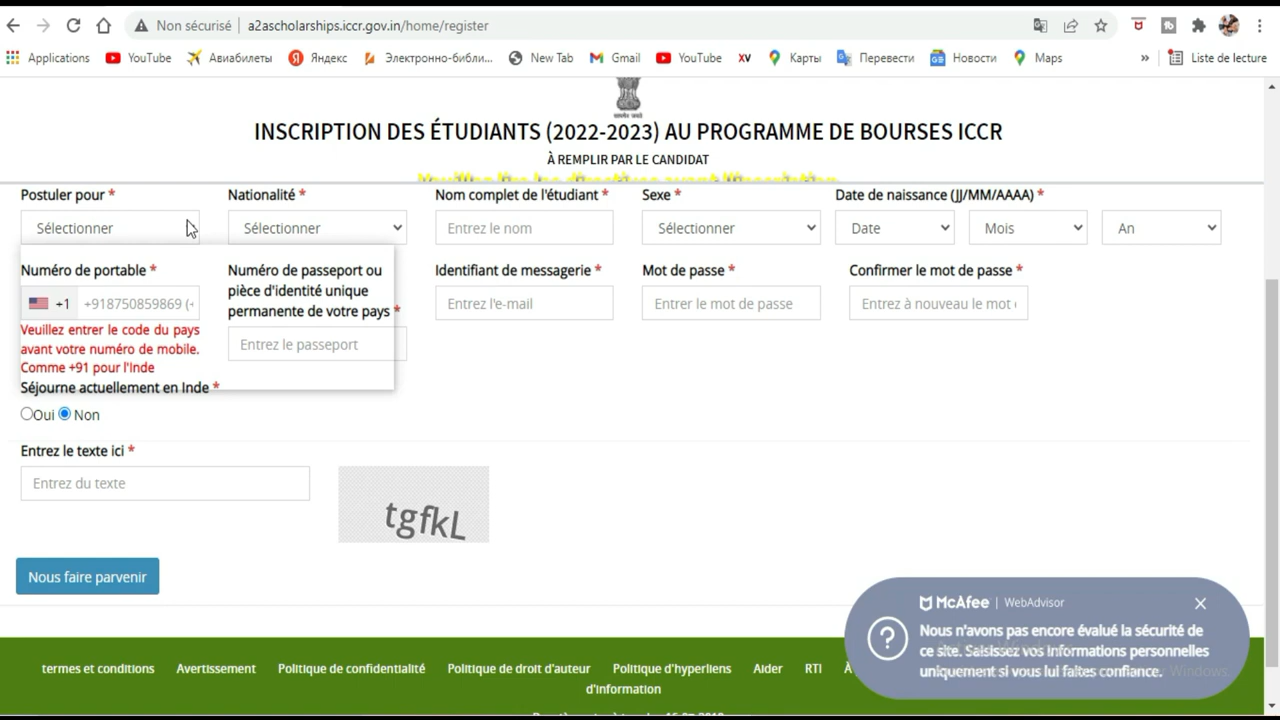 Non sécurisé | a2ascholarships.iccr.gov.in/home/register
Applications YouTube Авиабилеты Яндекс Электронно-библи... New Tab Gmail YouTube XV Карты Перевести Новости Maps » Liste de lecture
INSCRIPTION DES ÉTUDIANTS (2022-2023) AU PROGRAMME DE BOURSES ICCR
À REMPLIR PAR LE CANDIDAT
Postuler pour * Nationalité * Nom complet de l'étudiant * Sexe * Date de naissance (JJ/MM/AAAA) *
Sélectionner Sélectionner Entrez le nom Sélectionner Date Mois An
Numéro de portable * Numéro de passeport ou Identifiant de messagerie * Mot de passe * Confirmer le mot de passe *
pièce d'identité unique
permanente de votre pays *
+1 +918750859869 (+ Entrez l'e-mail Entrer le mot de passe Entrez à nouveau le mot
Veuillez entrer le code du pays
avant votre numéro de mobile.
Comme +91 pour l'Inde
Entrez le passeport
Séjourne actuellement en Inde *
Oui Non
Entrez le texte ici *
Entrez du texte
tgfkL
Nous faire parvenir
McAfee | WebAdvisor
Nous n'avons pas encore évalué la sécurité de
ce site. Saisissez vos informations personnelles
uniquement si vous lui faites confiance.
termes et conditions Avertissement Politique de confidentialité Politique de droit d'auteur Politique d'hyperliens Aider RTI À
d'information